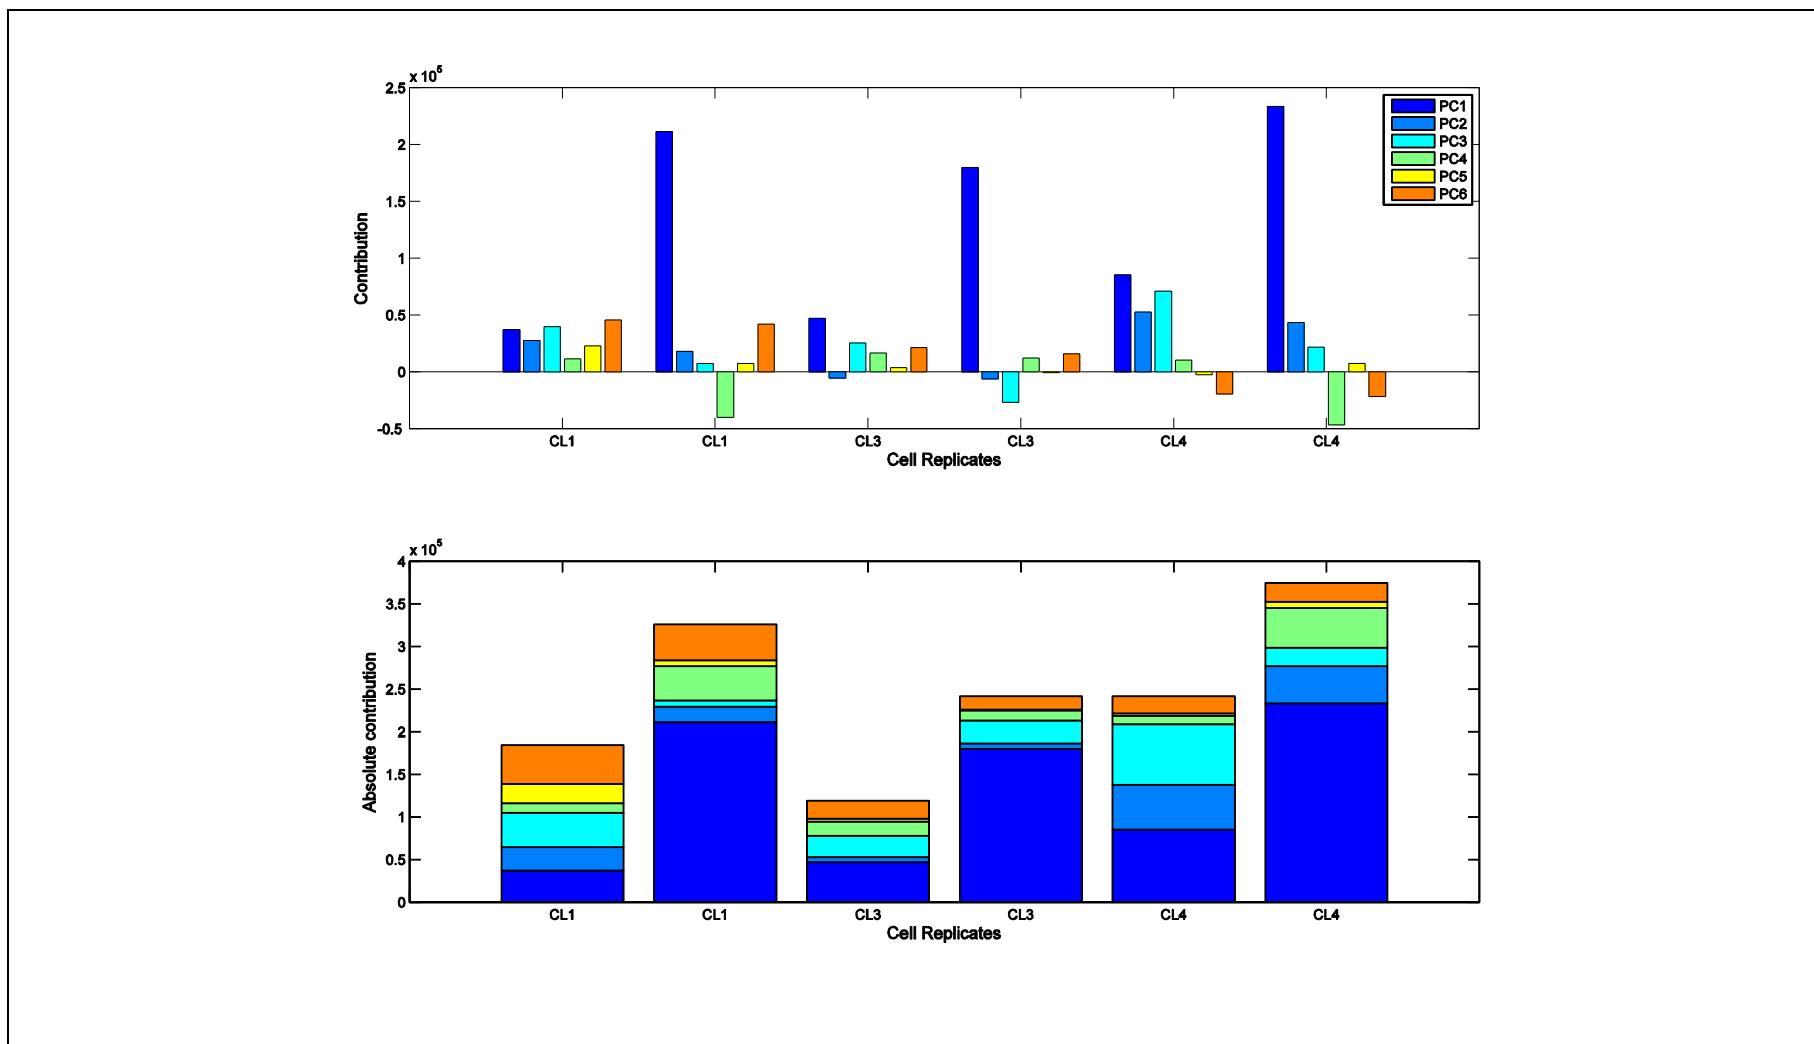 x 10^5
2.5
2
1.5
1
0.5
0
-0.5
Contribution
PC1
PC2
PC3
PC4
PC5
PC6
CL1 CL1 CL3 CL3 CL4 CL4
Cell Replicates
x 10^5
4
3.5
3
2.5
2
1.5
1
0.5
0
Absolute contribution
CL1 CL1 CL3 CL3 CL4 CL4
Cell Replicates